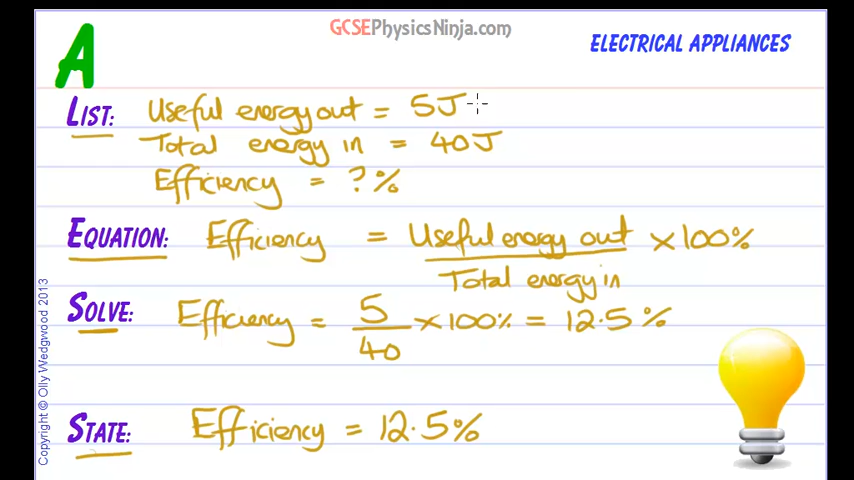 GCSEPhysicsNinja.com
A
ELECTRICAL APPLIANCES
LIST: Useful energy out = 5J
Total energy in = 40J
Efficiency = ?%
EQUATION: Efficiency = Useful energy out × 100%
Total energy in
SOLVE: Efficiency = 5 × 100% = 12.5%
40
STATE: Efficiency = 12.5%
Copyright © Olly Wedgwood 2013